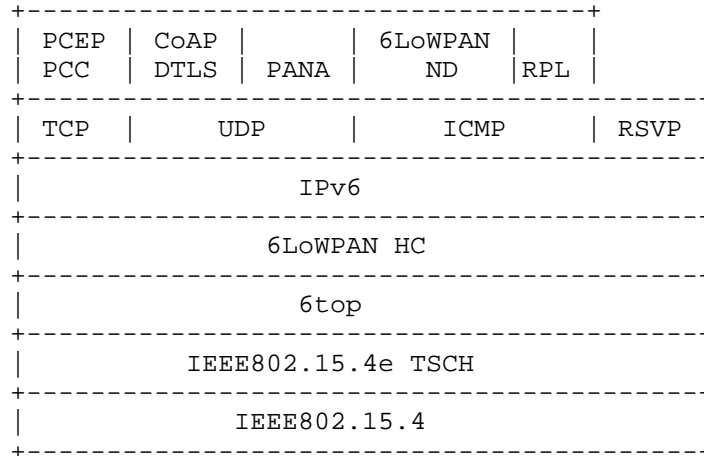 +-----------------------------------+
| PCEP | CoAP |      | 6LoWPAN |    |
| PCC  | DTLS | PANA |    ND   |RPL |
+-------------------------------------------
| TCP  |     UDP     |     ICMP     | RSVP
+-------------------------------------------
|                 IPv6
+-------------------------------------------
|               6LoWPAN HC
+-------------------------------------------
|                 6top
+-------------------------------------------
|          IEEE802.15.4e TSCH
+-------------------------------------------
|             IEEE802.15.4
+-------------------------------------------